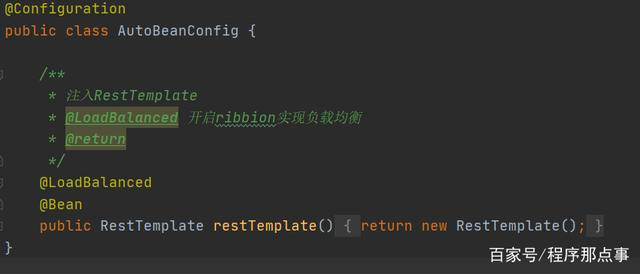 @Configuration
public class AutoBeanConfig {
/**
* 注入RestTemplate
* @LoadBalanced 开启ribbion实现负载均衡
* @return
*/
@LoadBalanced
@Bean
public RestTemplate restTemplate() { return new RestTemplate(); }
}
百家号/程序那点事